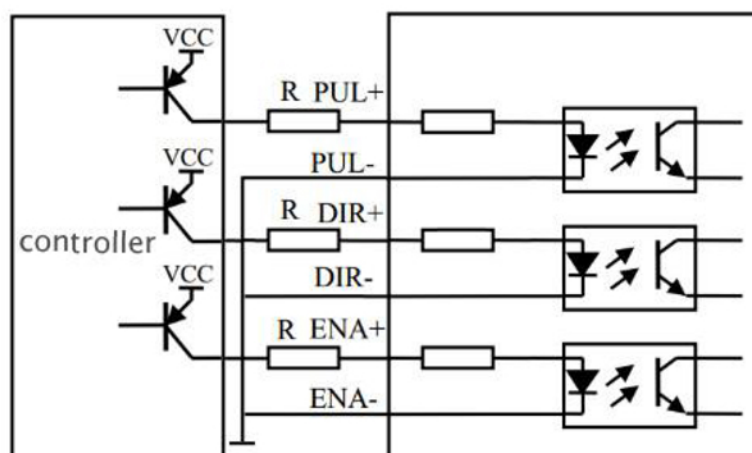 VCC
R PUL+
PUL-
VCC
R DIR+
controller
DIR-
VCC
R ENA+
ENA-